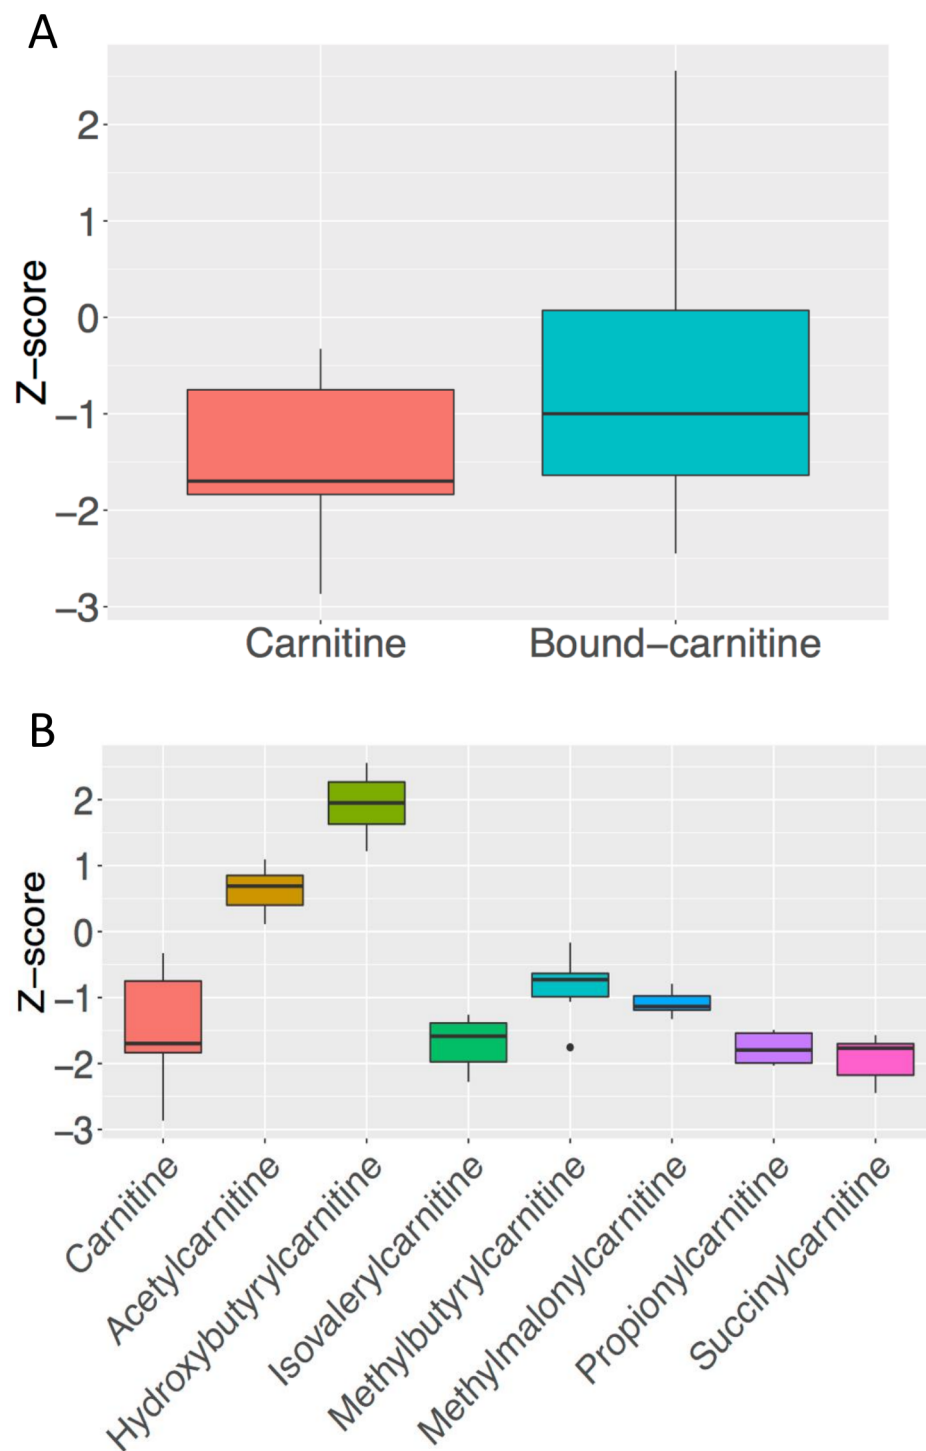 A
Z−score
2
1
0
−1
−2
−3
Carnitine
Bound−carnitine
B
Z−score
2
1
0
−1
−2
−3
Carnitine
Acetylcarnitine
Hydroxybutyrylcarnitine
Isovalerylcarnitine
Methylbutyrylcarnitine
Methylmalonylcarnitine
Propionylcarnitine
Succinylcarnitine